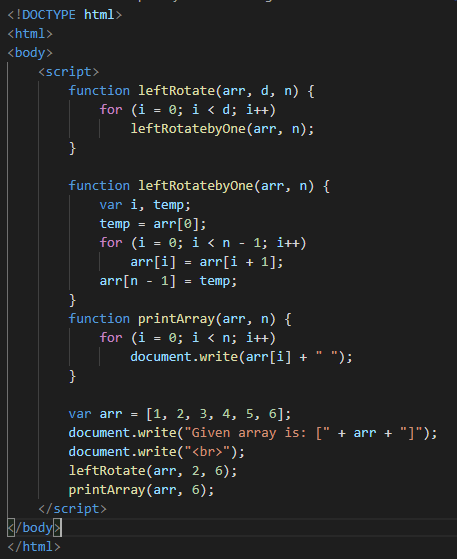 <!DOCTYPE html>
<html>
<body>
<script>
function leftRotate(arr, d, n) {
for (i = 0; i < d; i++)
leftRotatebyOne(arr, n);
}
function leftRotatebyOne(arr, n) {
var i, temp;
temp = arr[0];
for (i = 0; i < n - 1; i++)
arr[i] = arr[i + 1];
arr[n - 1] = temp;
}
function printArray(arr, n) {
for (i = 0; i < n; i++)
document.write(arr[i] + " ");
}
var arr = [1, 2, 3, 4, 5, 6];
document.write("Given array is: [" + arr + "]");
document.write("<br>");
leftRotate(arr, 2, 6);
printArray(arr, 6);
</script>
</body>
</html>